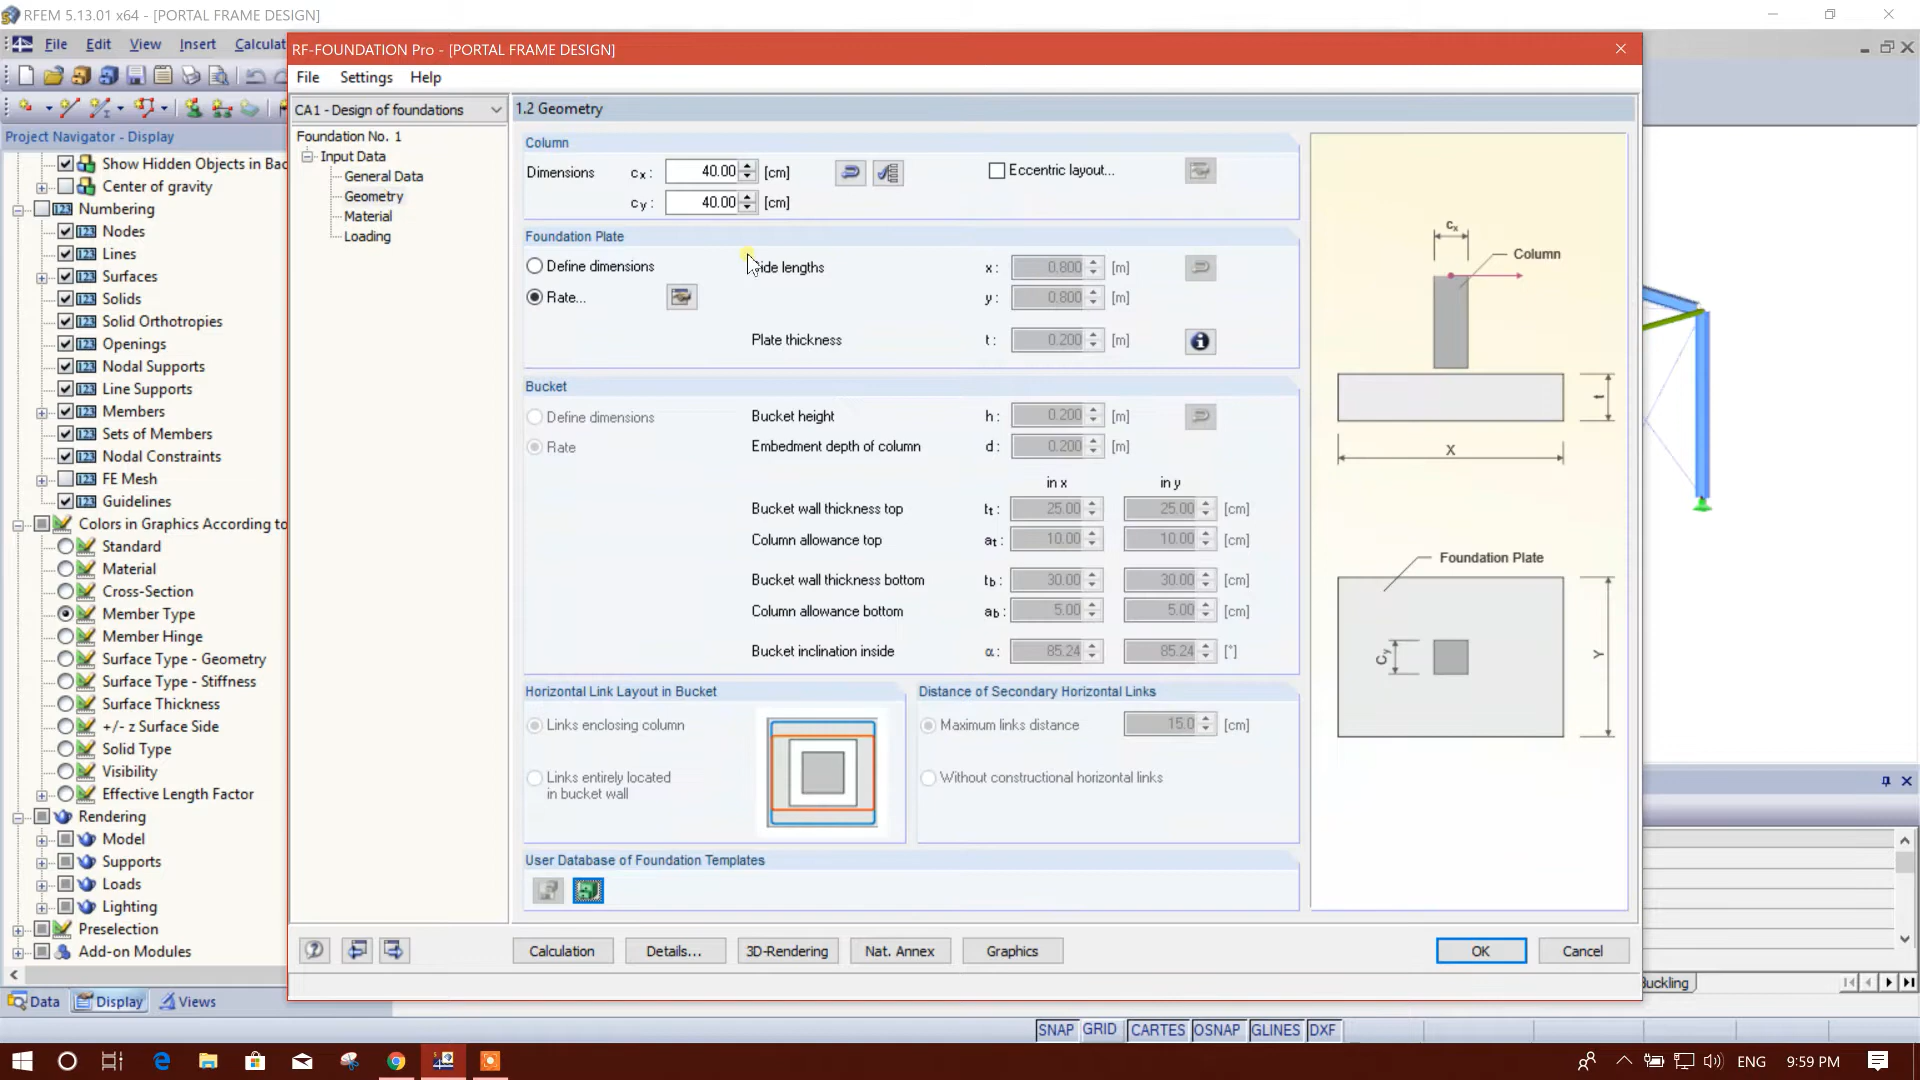 RFEM 5.13.01 x64 - [PORTAL FRAME DESIGN]
File Edit View Insert Calculat
RF-FOUNDATION Pro - [PORTAL FRAME DESIGN]
File Settings Help
Project Navigator - Display
Show Hidden Objects in Bac
Center of gravity
Numbering
Nodes
Lines
Surfaces
Solids
Solid Orthotropies
Openings
Nodal Supports
Line Supports
Members
Sets of Members
Nodal Constraints
FE Mesh
Guidelines
Colors in Graphics According to
Standard
Material
Cross-Section
Member Type
Member Hinge
Surface Type - Geometry
Surface Type - Stiffness
Surface Thickness
+/- z Surface Side
Solid Type
Visibility
Effective Length Factor
Rendering
Model
Supports
Loads
Lighting
Preselection
Add-on Modules
Data Display Views
CA1 - Design of foundations
Foundation No. 1
Input Data
General Data
Geometry
Material
Loading
1.2 Geometry
Column
Dimensions cx : 40.00 [cm] Eccentric layout...
cy : 40.00 [cm]
Foundation Plate
Define dimensions ide lengths x : 0.800 [m]
Rate... y : 0.800 [m]
Plate thickness t : 0.200 [m]
Bucket
Define dimensions Bucket height h : 0.200 [m]
Rate Embedment depth of column d : 0.200 [m]
in x in y
Bucket wall thickness top tt : 25.00 25.00 [cm]
Column allowance top at : 10.00 10.00 [cm]
Bucket wall thickness bottom tb : 30.00 30.00 [cm]
Column allowance bottom ab : 5.00 5.00 [cm]
Bucket inclination inside α : 85.24 85.24 [°]
Horizontal Link Layout in Bucket
Links enclosing column
Links entirely located
in bucket wall
Distance of Secondary Horizontal Links
Maximum links distance 15.0 [cm]
Without constructional horizontal links
User Database of Foundation Templates
cx
Column
t
X
Foundation Plate
cy
Y
Calculation Details... 3D-Rendering Nat. Annex Graphics OK Cancel
Buckling
SNAP GRID CARTES OSNAP GLINES DXF
ENG 9:59 PM